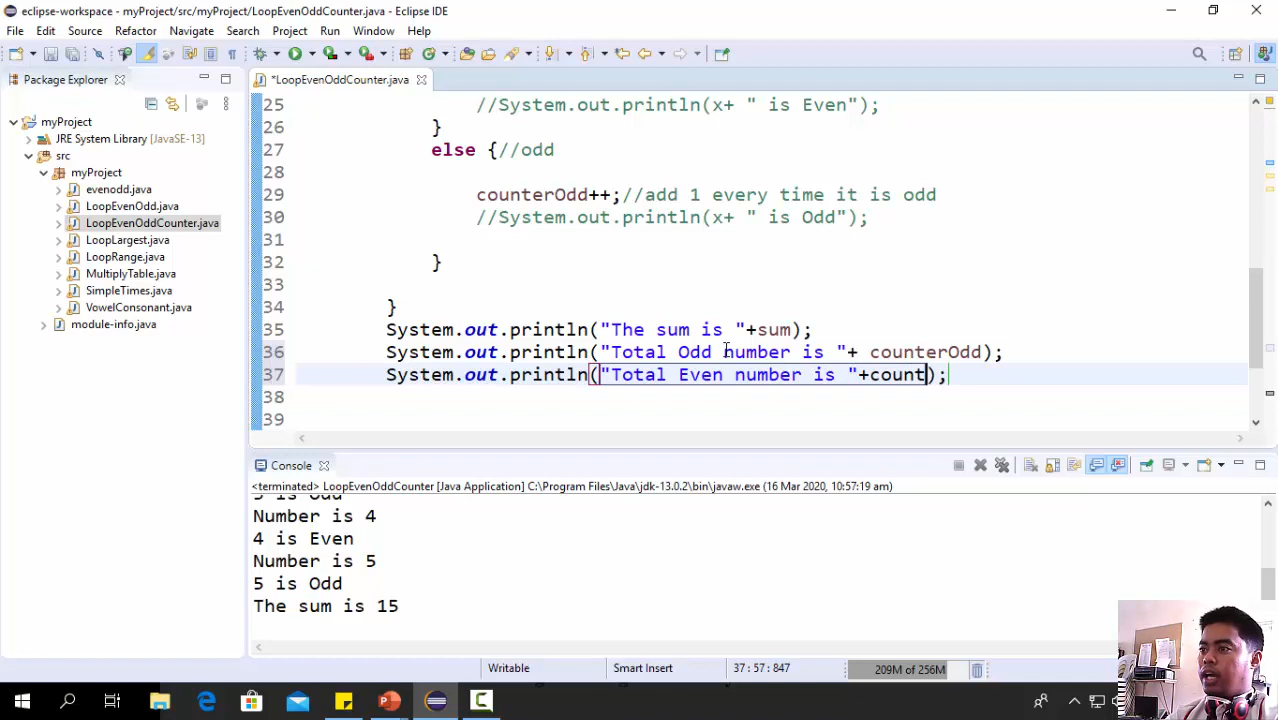 eclipse-workspace - myProject/src/myProject/LoopEvenOddCounter.java - Eclipse IDE
File Edit Source Refactor Navigate Search Project Run Window Help
Package Explorer
*LoopEvenOddCounter.java
myProject
JRE System Library [JavaSE-13]
src
myProject
evenodd.java
LoopEvenOdd.java
LoopEvenOddCounter.java
LoopLargest.java
LoopRange.java
MultiplyTable.java
SimpleTimes.java
VowelConsonant.java
module-info.java
25 //System.out.println(x+ " is Even");
26 }
27 else {//odd
28
29 counterOdd++;//add 1 every time it is odd
30 //System.out.println(x+ " is Odd");
31
32 }
33
34 }
35 System.out.println("The sum is "+sum);
36 System.out.println("Total Odd number is "+ counterOdd);
37 System.out.println("Total Even number is "+count);
38
39
Console
<terminated> LoopEvenOddCounter [Java Application] C:\Program Files\Java\jdk-13.0.2\bin\javaw.exe (16 Mar 2020, 10:57:19 am)
is Odd
Number is 4
4 is Even
Number is 5
5 is Odd
The sum is 15
Writable Smart Insert 37 : 57 : 847 209M of 256M